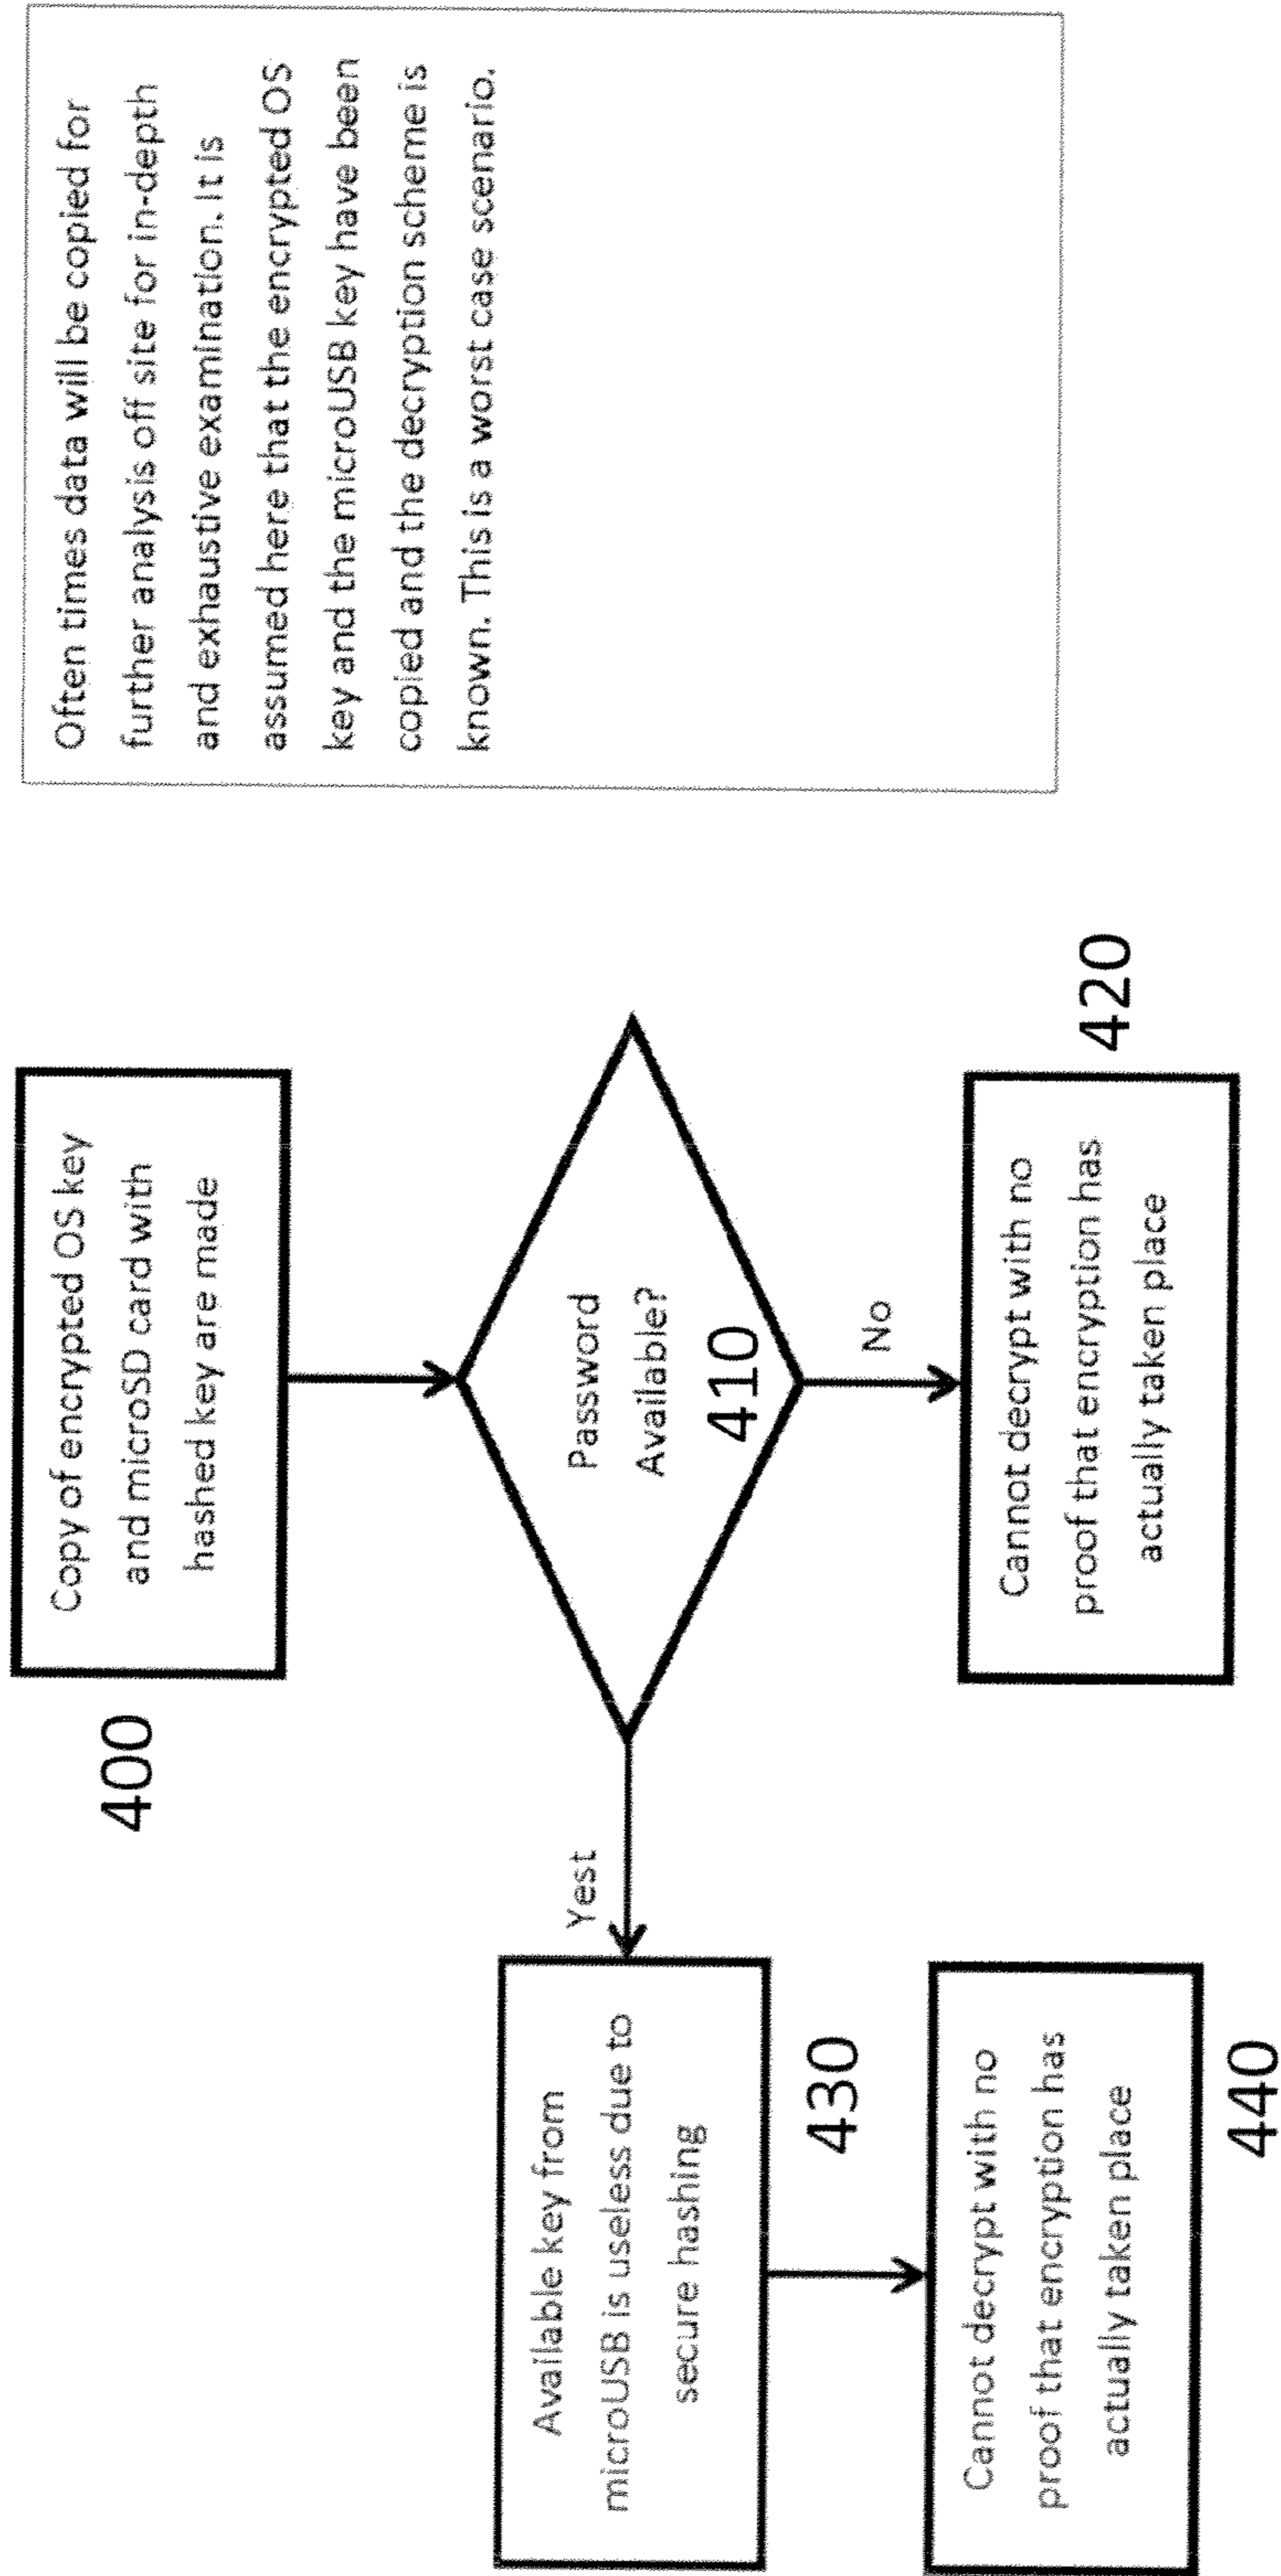 Copy of encrypted OS key
and microSD card with
hashed key are made
400
Password
Available?
410
Yest
No
Available key from
microUSB is useless due to
secure hashing
430
Cannot decrypt with no
proof that encryption has
actually taken place
420
Cannot decrypt with no
proof that encryption has
actually taken place
440
Often times data will be copied for
further analysis off site for in-depth
and exhaustive examination. It is
assumed here that the encrypted OS
key and the microUSB key have been
copied and the decryption scheme is
known. This is a worst case scenario.